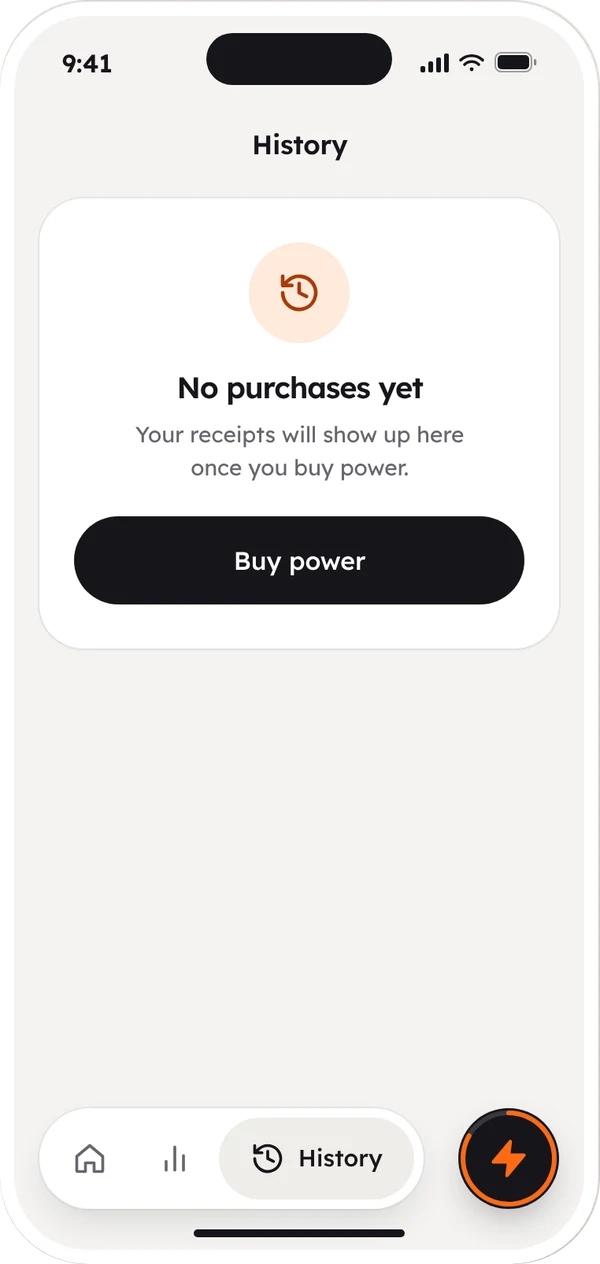 9:41
History
No purchases yet
Your receipts will show up here
once you buy power.
Buy power
History